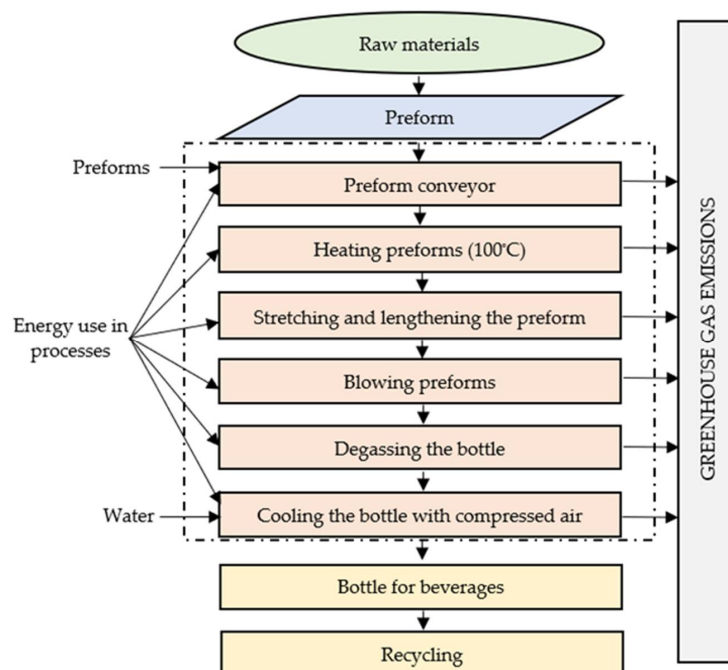 Raw materials
Preform
Preforms
Preform conveyor
Heating preforms (100°C)
Energy use in
processes
Stretching and lengthening the preform
Blowing preforms
Degassing the bottle
Water
Cooling the bottle with compressed air
Bottle for beverages
Recycling
GREENHOUSE GAS EMISSIONS